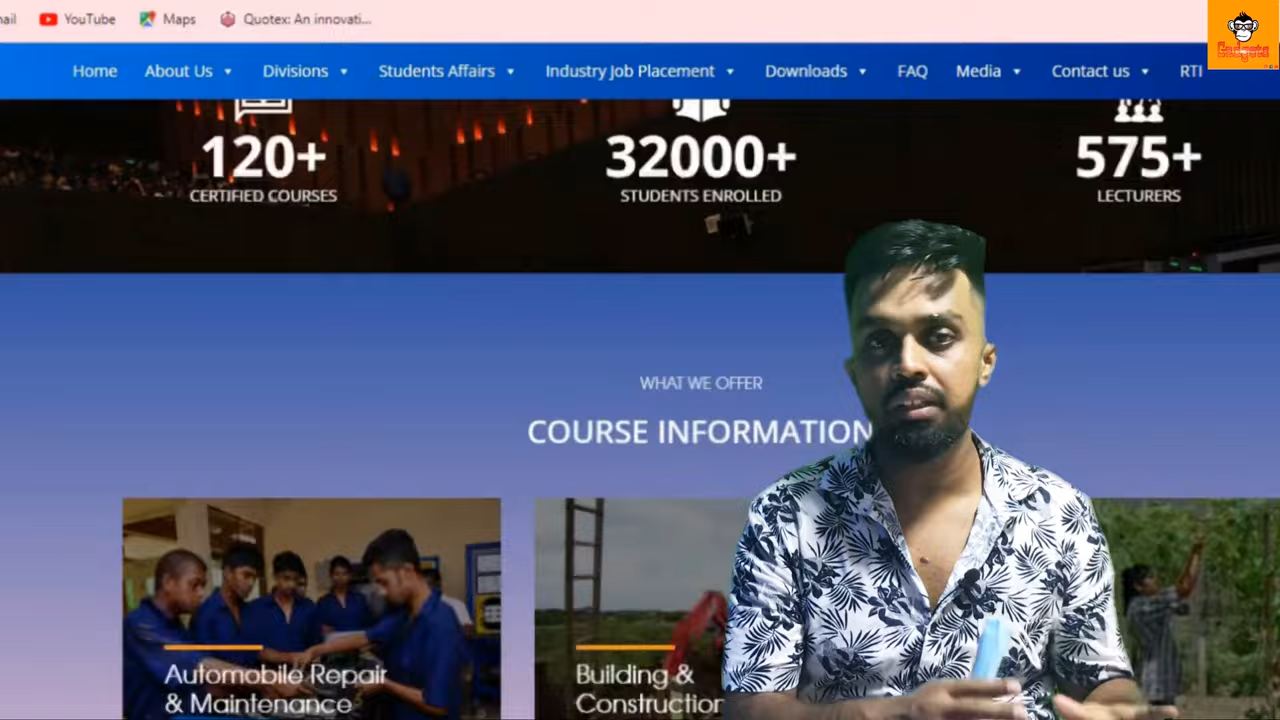 ail YouTube Maps Quotex: An innovati...
Gadgets
Home About Us Divisions Students Affairs Industry Job Placement Downloads FAQ Media Contact us RTI
120+ 32000+ 575+
CERTIFIED COURSES STUDENTS ENROLLED LECTURERS
WHAT WE OFFER
COURSE INFORMATION
Automobile Repair
& Maintenance
Building &
Construction